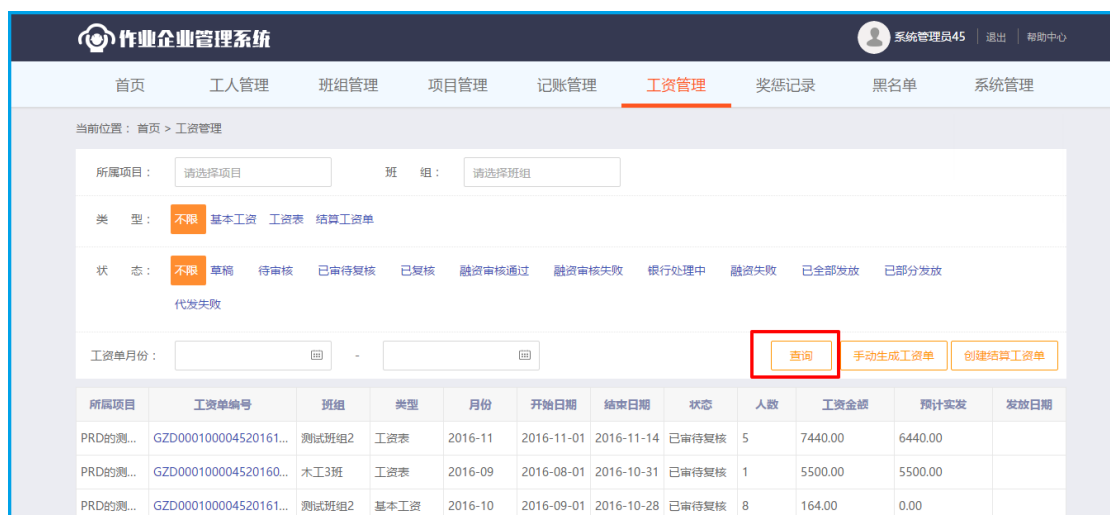 作业企业管理系统 系统管理员45 退出 帮助中心
首页 工人管理 班组管理 项目管理 记账管理 工资管理 奖惩记录 黑名单 系统管理
当前位置： 首页 > 工资管理
所属项目： 请选择项目 班 组： 请选择班组
类 型： 不限 基本工资 工资表 结算工资单
状 态： 不限 草稿 待审核 已审待复核 已复核 融资审核通过 融资审核失败 银行处理中 融资失败 已全部发放 已部分发放
代发失败
工资单月份： - 查询 手动生成工资单 创建结算工资单
所属项目 工资单编号 班组 类型 月份 开始日期 结束日期 状态 人数 工资金额 预计实发 发放日期
PRD的测... GZD000100004520161... 测试班组2 工资表 2016-11 2016-11-01 2016-11-14 已审待复核 5 7440.00 6440.00
PRD的测... GZD000100004520160... 木工3班 工资表 2016-09 2016-08-01 2016-10-31 已审待复核 1 5500.00 5500.00
PRD的测... GZD000100004520161... 测试班组2 基本工资 2016-10 2016-09-01 2016-10-28 已审待复核 8 164.00 0.00